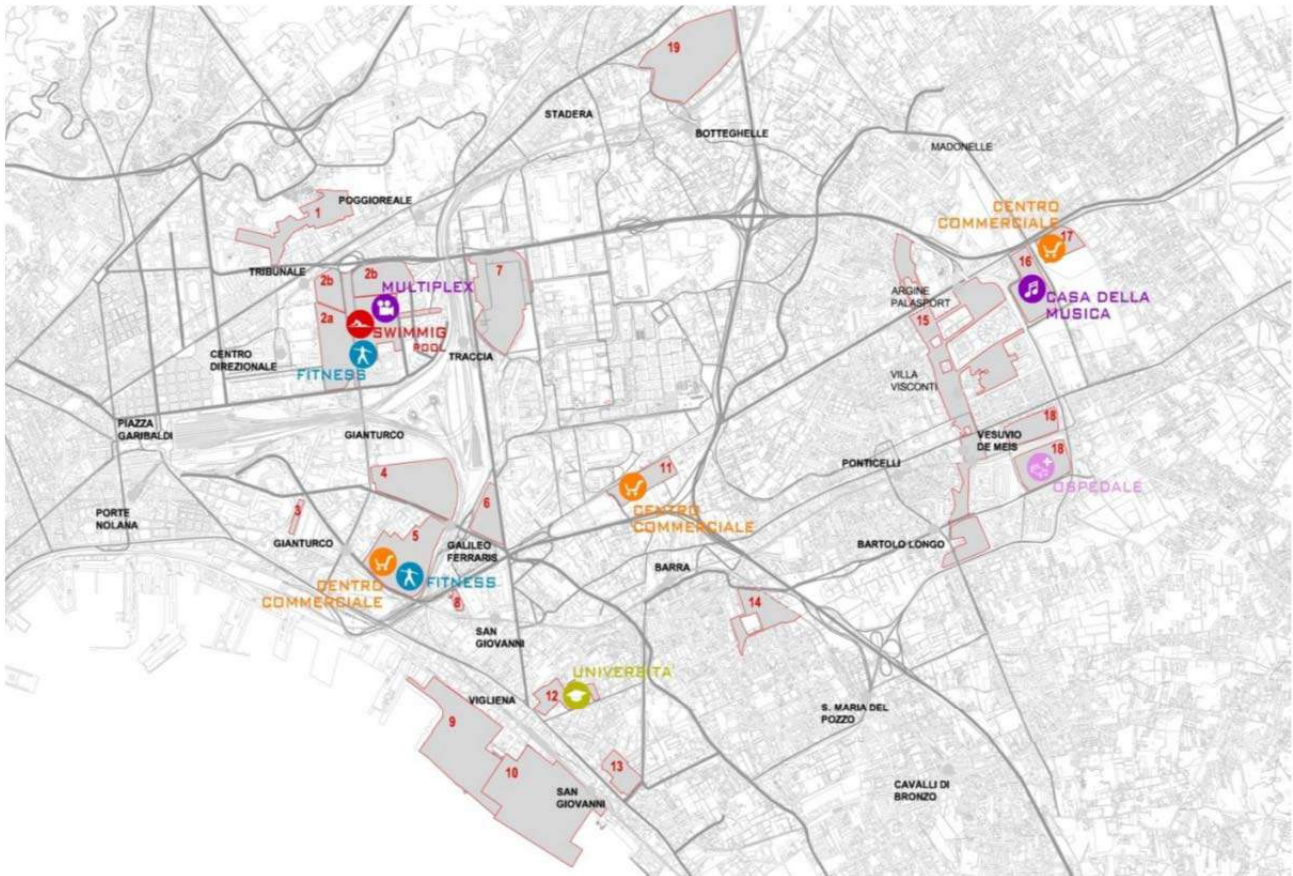 19
STADERA
BOTTEGHELLE
MADONELLE
POGGIOREALE
1
CENTRO
COMMERCIALE
17
16
TRIBUNALE
2b
2b
7
MULTIPLEX
ARGINE
PALASPORT
CASA DELLA
MUSICA
2a
SWIMMIG
POOL
15
CENTRO
DIREZIONALE
TRACCIA
FITNESS
VILLA
VISCONTI
PIAZZA
GARIBALDI
GIANTURCO
18
VESUVIO
DE MEIS
4
11
PONTICELLI
18
OSPEDALE
3
6
PORTE
NOLANA
CENTRO
COMMERCIALE
GIANTURCO
5
GALILEO
FERRARIS
BARTOLO LONGO
BARRA
CENTRO
COMMERCIALE
FITNESS
8
14
SAN
GIOVANNI
UNIVERSITA'
12
VIGLIENA
S. MARIA DEL
POZZO
9
10
13
SAN
GIOVANNI
CAVALLI DI
BRONZO